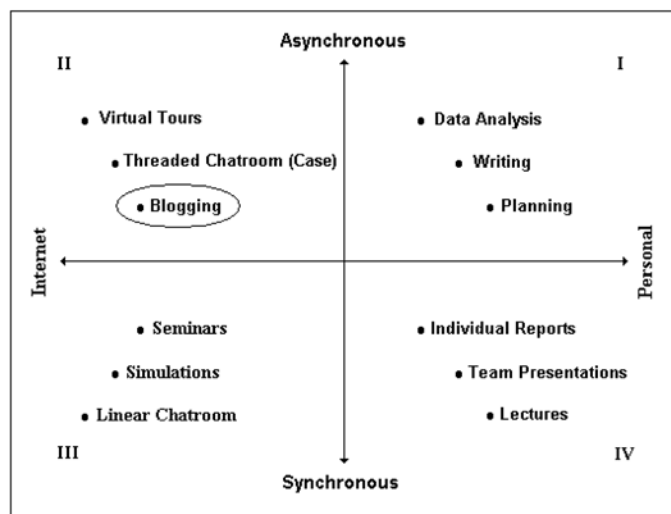 Asynchronous
II
I
Virtual Tours
Data Analysis
Threaded Chatroom (Case)
Writing
Blogging
Planning
Internet
Personal
Seminars
Individual Reports
Simulations
Team Presentations
Linear Chatroom
Lectures
III
IV
Synchronous